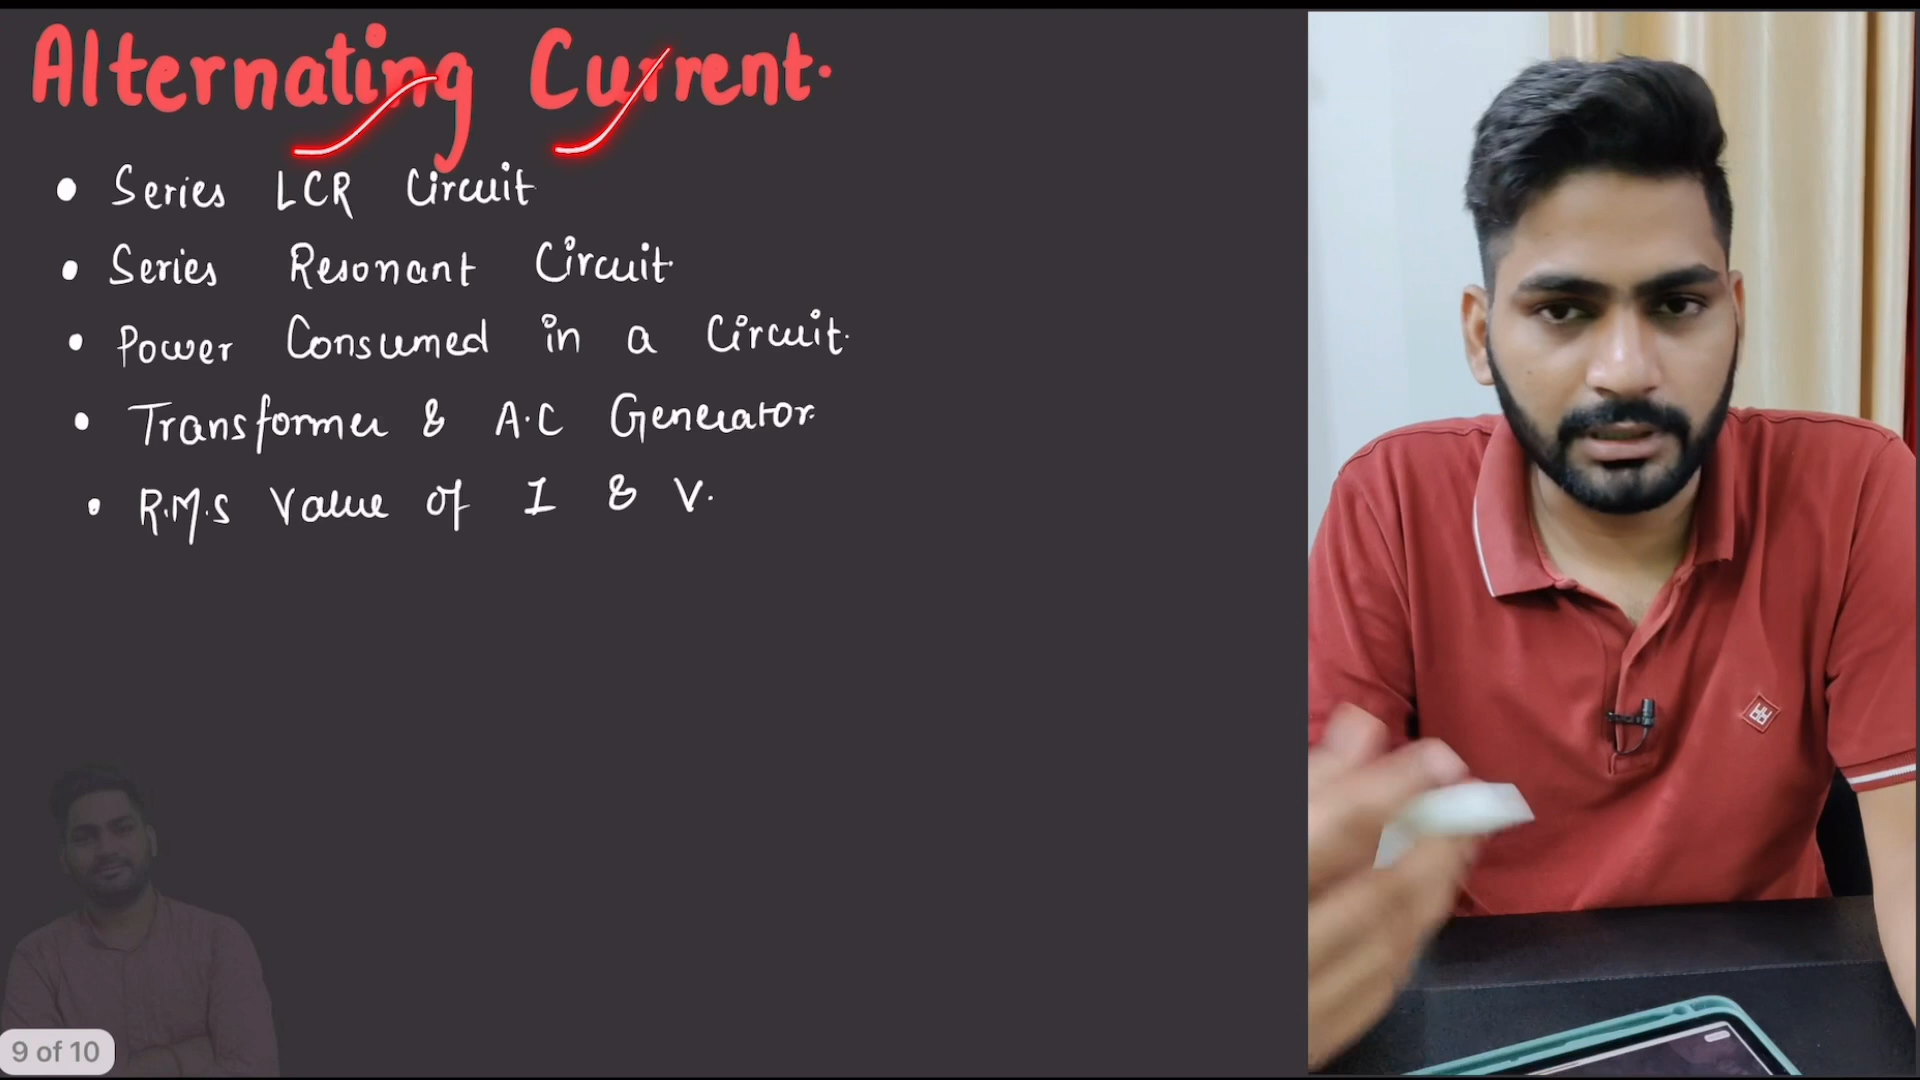 Alternating Current.
• Series LCR Circuit
• Series Resonant Circuit.
• Power Consumed in a Circuit.
• Transformer & A.C Generator.
• R.M.S Value of I & V.
9 of 10